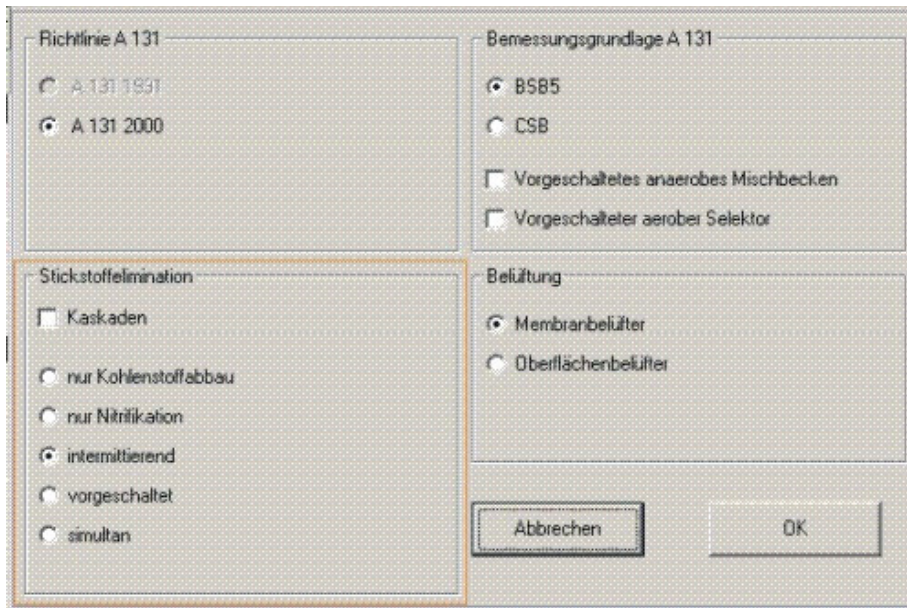 Richtlinie A 131
A 131 1991
A 131 2000
Bemessungsgrundlage A 131
BSB5
CSB
Vorgeschaltetes anaerobes Mischbecken
Vorgeschalteter aerober Selektor
Stickstoffelimination
Kaskaden
nur Kohlenstoffabbau
nur Nitrifikation
intermittierend
vorgeschaltet
simultan
Belüftung
Membranbelüfter
Oberflächenbelüfter
Abbrechen
OK